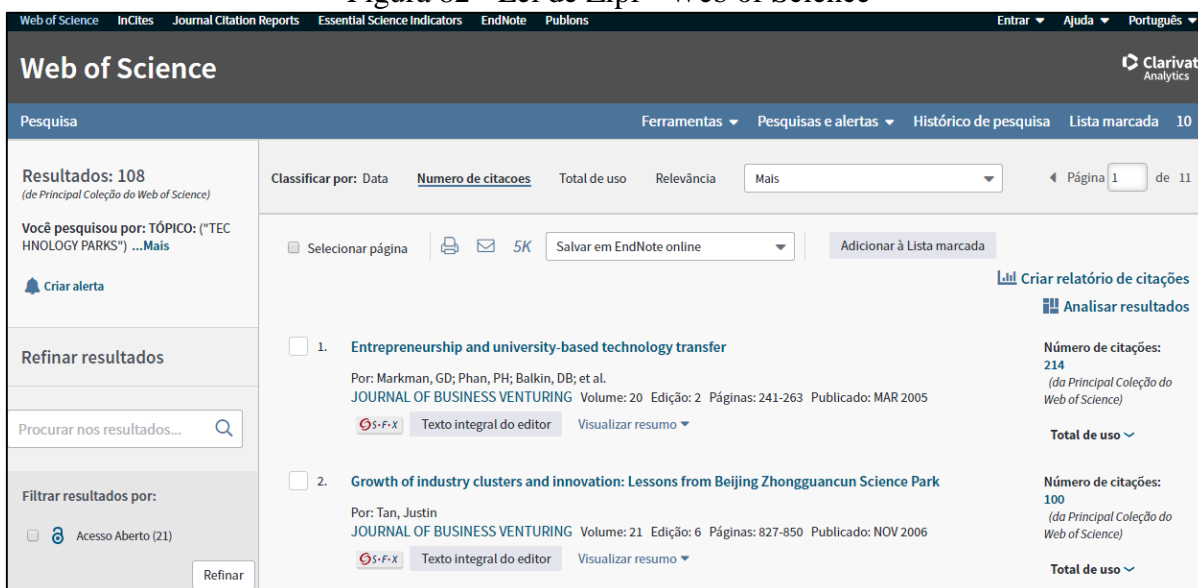 Figura 82 - Lei de Zipf – Web of Science
Web of Science InCites Journal Citation Reports Essential Science Indicators EndNote Publons Entrar Ajuda Português
Web of Science
Clarivat
Analytics
Pesquisa Ferramentas Pesquisas e alertas Histórico de pesquisa Lista marcada 10
Resultados: 108
(de Principal Coleção do Web of Science)
Você pesquisou por: TÓPICO: ("TEC
HNOLOGY PARKS") ...Mais
Criar alerta
Classificar por: Data Numero de citacoes Total de uso Relevância Mais Página 1 de 11
Selecionar página 5K Salvar em EndNote online Adicionar à Lista marcada
Criar relatório de citações
Analisar resultados
Refinar resultados
Procurar nos resultados...
Filtrar resultados por:
Acesso Aberto (21)
Refinar
1. Entrepreneurship and university-based technology transfer
Por: Markman, GD; Phan, PH; Balkin, DB; et al.
JOURNAL OF BUSINESS VENTURING Volume: 20 Edição: 2 Páginas: 241-263 Publicado: MAR 2005
S·F·X Texto integral do editor Visualizar resumo
Número de citações:
214
(da Principal Coleção do
Web of Science)
Total de uso
2. Growth of industry clusters and innovation: Lessons from Beijing Zhongguancun Science Park
Por: Tan, Justin
JOURNAL OF BUSINESS VENTURING Volume: 21 Edição: 6 Páginas: 827-850 Publicado: NOV 2006
S·F·X Texto integral do editor Visualizar resumo
Número de citações:
100
(da Principal Coleção do
Web of Science)
Total de uso